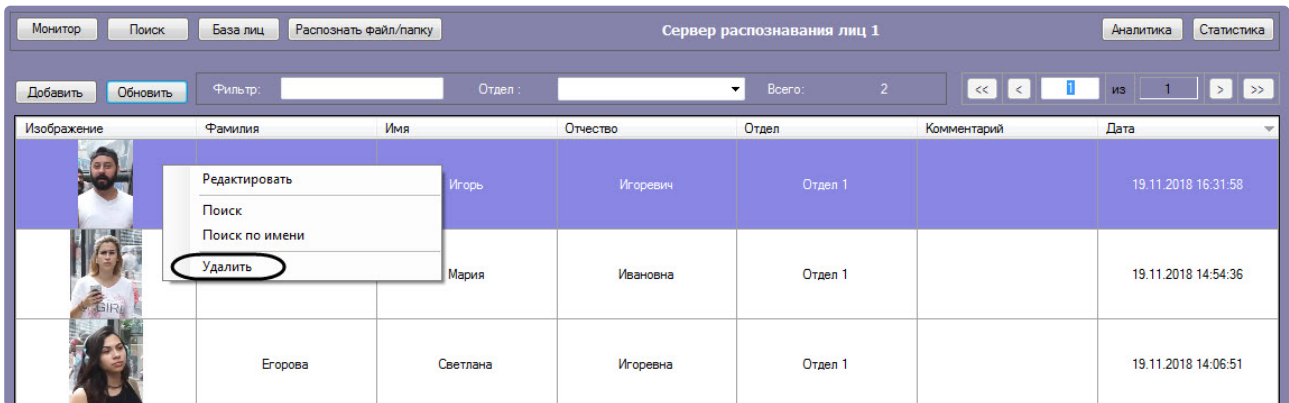 Монитор Поиск База лиц Распознать файл/папку Сервер распознавания лиц 1 Аналитика Статистика
Добавить Обновить Фильтр: Отдел : Всего: 2 << < 1 из 1 > >>
Изображение Фамилия Имя Отчество Отдел Комментарий Дата
Редактировать
Игорь Игоревич Отдел 1 19.11.2018 16:31:58
Поиск
Поиск по имени
Удалить
Мария Ивановна Отдел 1 19.11.2018 14:54:36
GIRL
Егорова Светлана Игоревна Отдел 1 19.11.2018 14:06:51